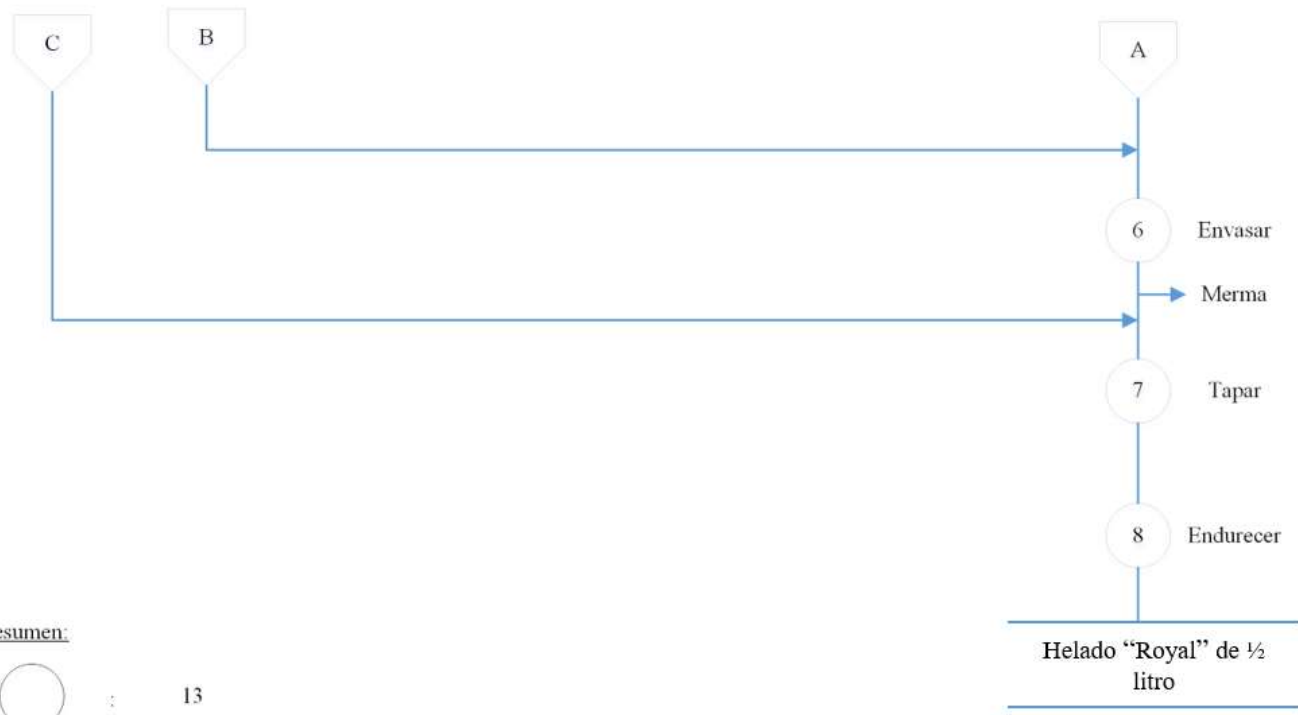 C
B
A
6 Envasar
Merma
7 Tapar
8 Endurecer
esumen:
: 13
Helado “Royal” de ½
litro